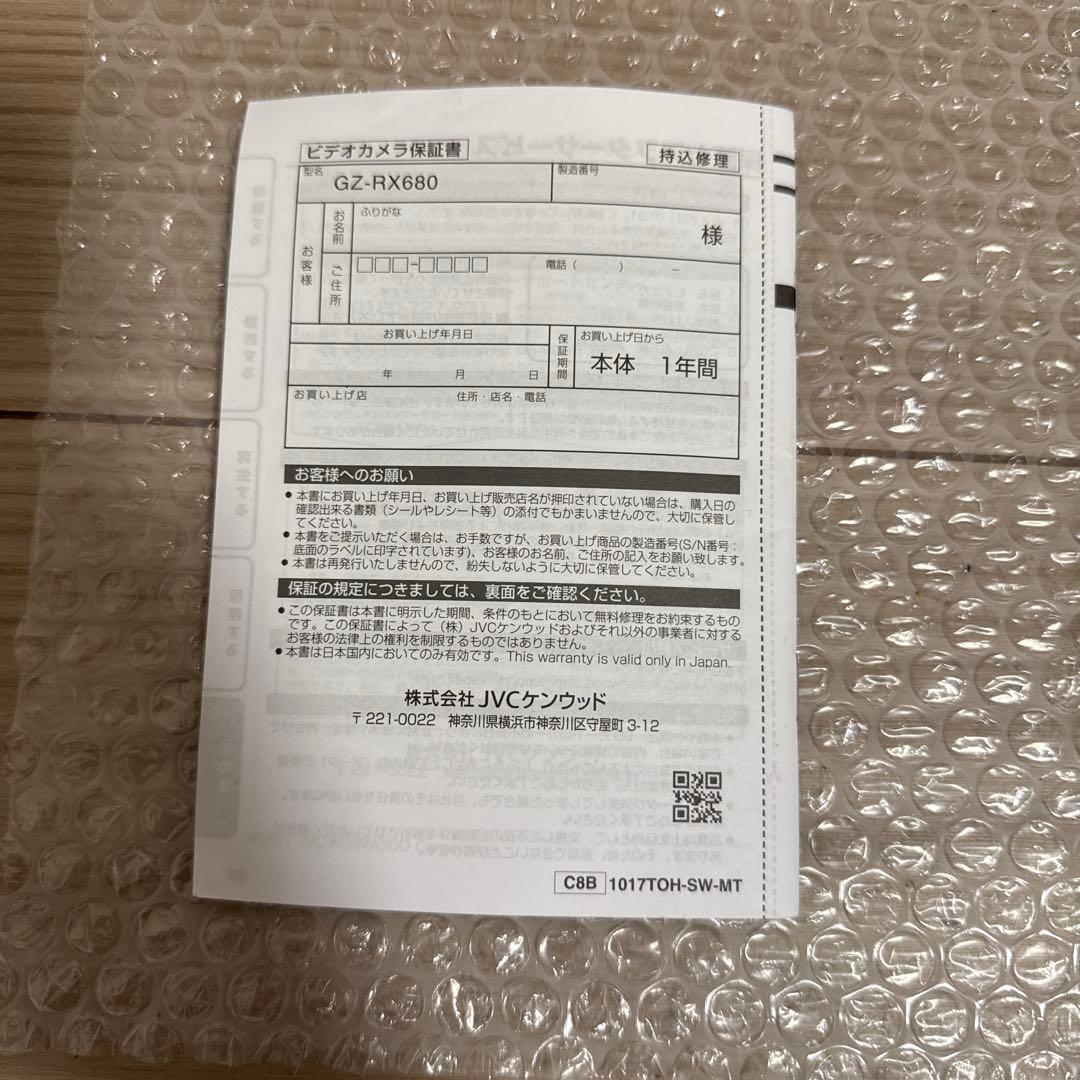 ビデオカメラ保証書
持込修理
型名 GZ-RX680
製造番号
お客様
お名前
ふりがな
様
ご住所
□□□-□□□□
電話 ( ) −
お買い上げ年月日
年 月 日
保証期間
お買い上げ日から
本体 1年間
お買い上げ店 住所・店名・電話
お客様へのお願い
● 本書にお買い上げ年月日、お買い上げ販売店名が押印されていない場合は、購入日の
確認出来る書類（シールやレシート等）の添付でもかまいませんので、大切に保管し
てください。
● 本書をご提示いただく場合は、お手数ですが、お買い上げ商品の製造番号(S/N番号：
底面のラベルに印字されています)、お客様のお名前、ご住所の記入をお願い致します。
● 本書は再発行いたしませんので、紛失しないように大切に保管してください。
保証の規定につきましては、裏面をご確認ください。
● この保証書は本書に明示した期間、条件のもとにおいて無料修理をお約束するもの
です。この保証書によって（株）JVCケンウッドおよびそれ以外の事業者に対する
お客様の法律上の権利を制限するものではありません。
● 本書は日本国内においてのみ有効です。This warranty is valid only in Japan.
株式会社 JVCケンウッド
〒221-0022 神奈川県横浜市神奈川区守屋町 3-12
C8B 1017TOH-SW-MT